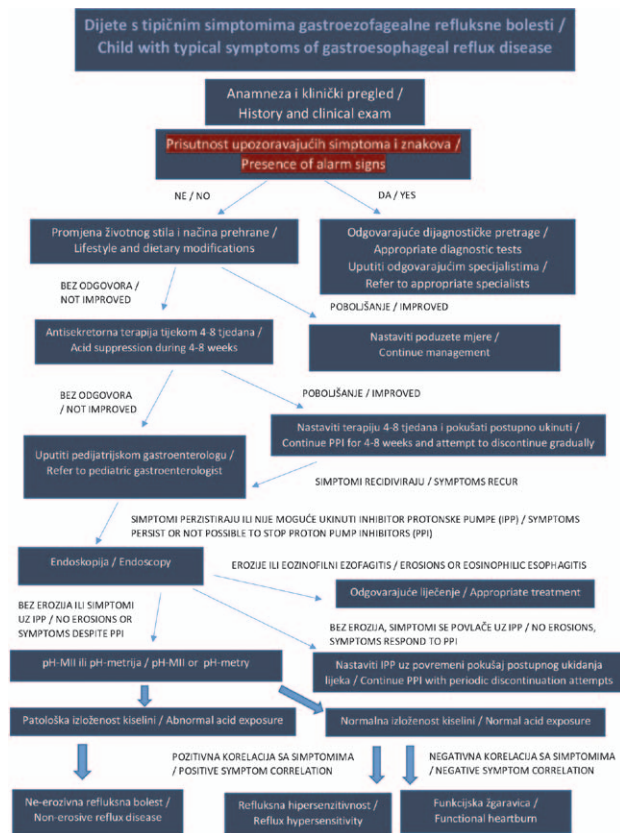 Dijete s tipičnim simptomima gastroezofagealne refluksne bolesti /
Child with typical symptoms of gastroesophageal reflux disease
Anamneza i klinički pregled /
History and clinical exam
Prisutnost upozoravajućih simptoma i znakova /
Presence of alarm signs
NE / NO
DA / YES
Promjena životnog stila i načina prehrane /
Lifestyle and dietary modifications
Odgovarajuće dijagnostičke pretrage /
Appropriate diagnostic tests
Uputiti odgovarajućim specijalistima /
Refer to appropriate specialists
BEZ ODGOVORA /
NOT IMPROVED
POBOLJŠANJE / IMPROVED
Antisekretorna terapija tijekom 4-8 tjedana /
Acid suppression during 4-8 weeks
Nastaviti poduzete mjere /
Continue management
BEZ ODGOVORA
/ NOT IMPROVED
POBOLJŠANJE / IMPROVED
Nastaviti terapiju 4-8 tjedana i pokušati postupno ukinuti /
Continue PPI for 4-8 weeks and attempt to discontinue gradually
Uputiti pedijatrijskom gastroenterologu /
Refer to pediatric gastroenterologist
SIMPTOMI RECIDIVIRAJU / SYMPTOMS RECUR
SIMPTOMI PERZISTIRAJU ILI NIJE MOGUĆE UKINUTI INHIBITOR PROTONSKE PUMPE (IPP) / SYMPTOMS
PERSIST OR NOT POSSIBLE TO STOP PROTON PUMP INHIBITORS (PPI)
Endoskopija / Endoscopy
EROZIJE ILI EOZINOFILNI EZOFAGITIS / EROSIONS OR EOSINOPHILIC ESOPHAGITIS
Odgovarajuće liječenje / Appropriate treatment
BEZ EROZIJA ILI SIMPTOMI
UZ IPP / NO EROSIONS OR
SYMPTOMS DESPITE PPI
BEZ EROZIJA, SIMPTOMI SE POVLAČE UZ IPP / NO EROSIONS,
SYMPTOMS RESPOND TO PPI
pH-MII ili pH-metrija / pH-MII or pH-metry
Nastaviti IPP uz povremeni pokušaj postupnog ukidanja
lijeka / Continue PPI with periodic discontinuation attempts
Patološka izloženost kiselini / Abnormal acid exposure
Normalna izloženost kiselini / Normal acid exposure
POZITIVNA KORELACIJA SA SIMPTOMIMA
/ POSITIVE SYMPTOM CORRELATION
NEGATIVNA KORELACIJA SA SIMPTOMIMA
/ NEGATIVE SYMPTOM CORRELATION
Ne-erozivna refluksna bolest /
Non-erosive reflux disease
Refluksna hipersenzitivnost /
Reflux hypersensitivity
Funkcijska žgaravica /
Functional heartburn